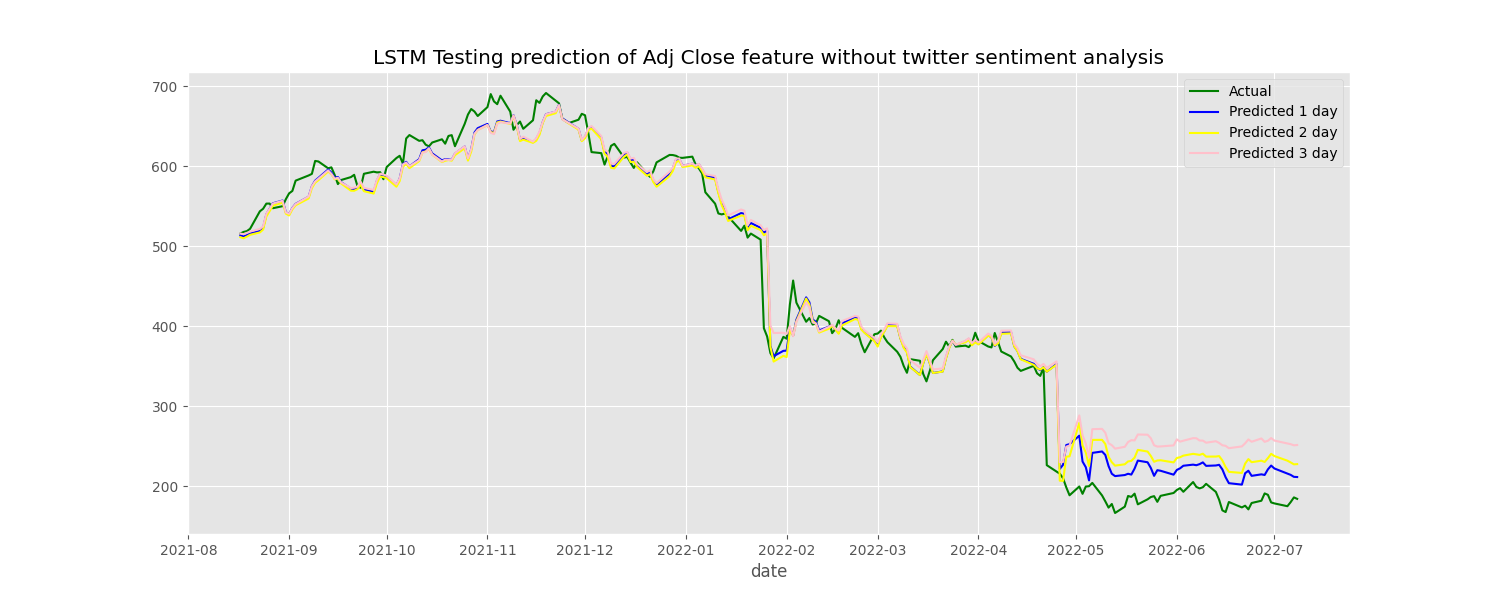 LSTM Testing prediction of Adj Close feature without twitter sentiment analysis
Actual
Predicted 1 day
Predicted 2 day
Predicted 3 day
700
600
500
400
300
200
2021-08 2021-09 2021-10 2021-11 2021-12 2022-01 2022-02 2022-03 2022-04 2022-05 2022-06 2022-07
date